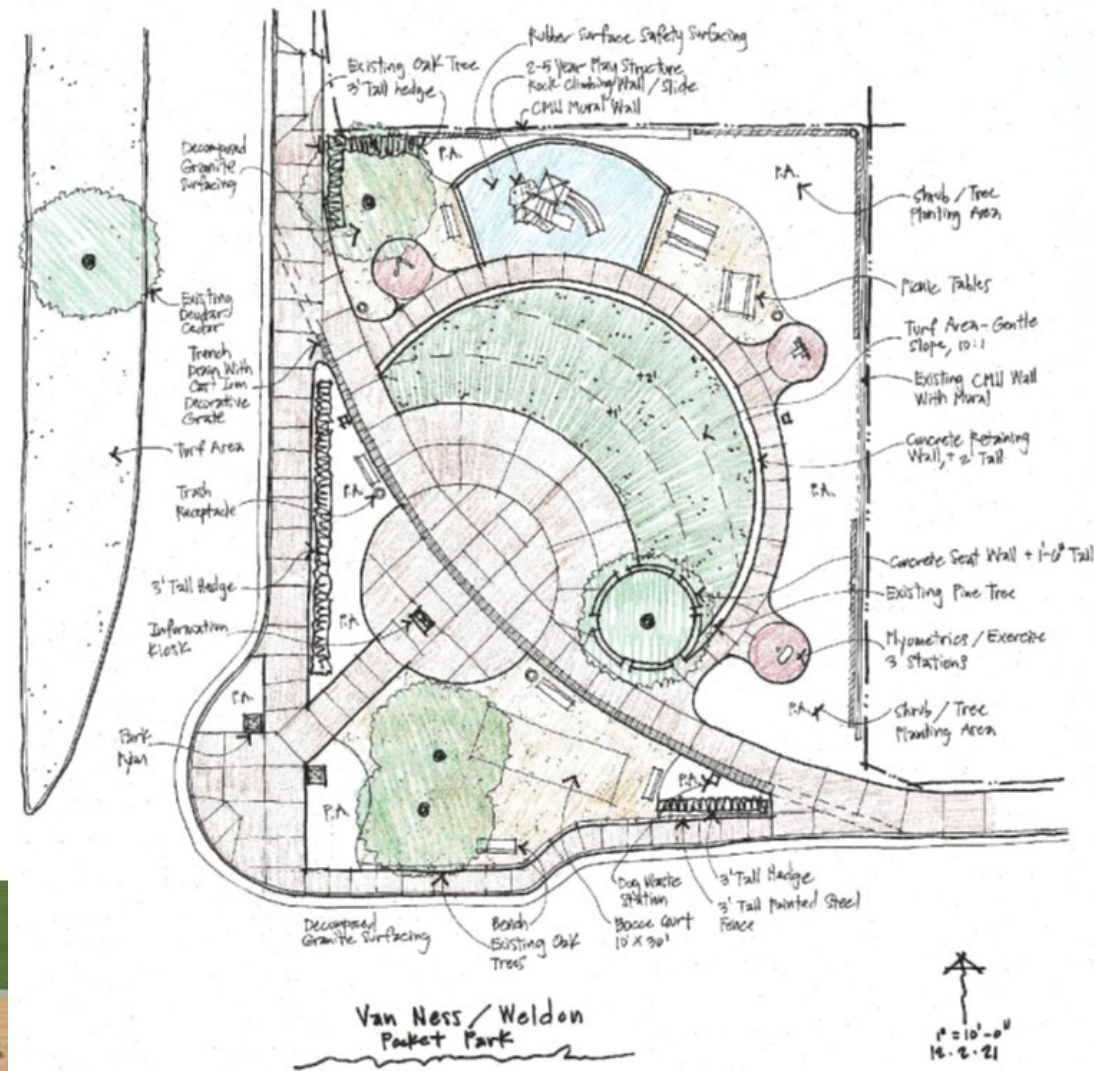 Rubber Surface Safety Surfacing
2-5 Year Play Structure
Rock Climbing Wall / Slide
CMU Mural Wall
Existing Oak Tree
3' Tall hedge
Decomposed
Granite
Surfacing
P.A.
P.A.
Shrub / Tree
Planting Area
Picnic Tables
Existing
Deodar
Cedar
Turf Area - Gentle
Slope, 10:1
Trench
Drain With
Cast Iron
Decorative
Grate
+2'
+1'
Existing CMU Wall
With Mural
Turf Area
Concrete Retaining
Wall, + 2' Tall
Trash
Receptacle
P.A.
P.A.
Concrete Seat Wall + 1'-6" Tall
3' Tall Hedge
Existing Pine Tree
Information
Kiosk
P.A.
Plyometrics / Exercise
3 Stations
P.A.
P.A.
Shrub / Tree
Planting Area
Park
P.A.
P.A.
Dog Waste
Station
3' Tall Hedge
3' Tall Painted Steel
Fence
Decomposed
Granite Surfacing
Bench
Existing Oak
Trees
Bocce Court
10' X 30'
Van Ness / Weldon
Pocket Park
1" = 10'-0"
12.2.21